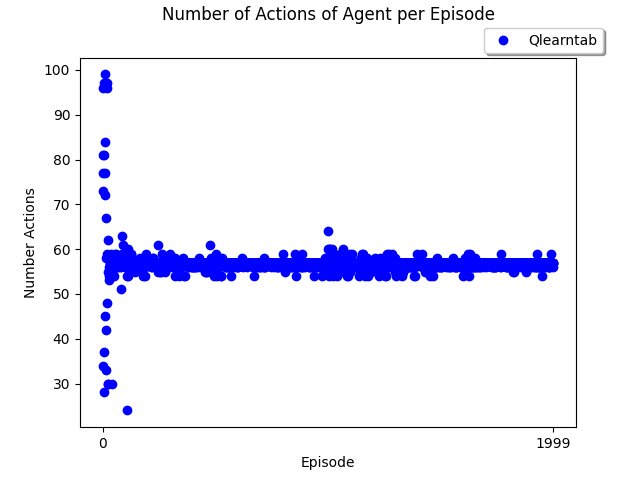 Number of Actions of Agent per Episode
Qlearntab
100
90
80
70
60
50
40
30
Number Actions
0
1999
Episode